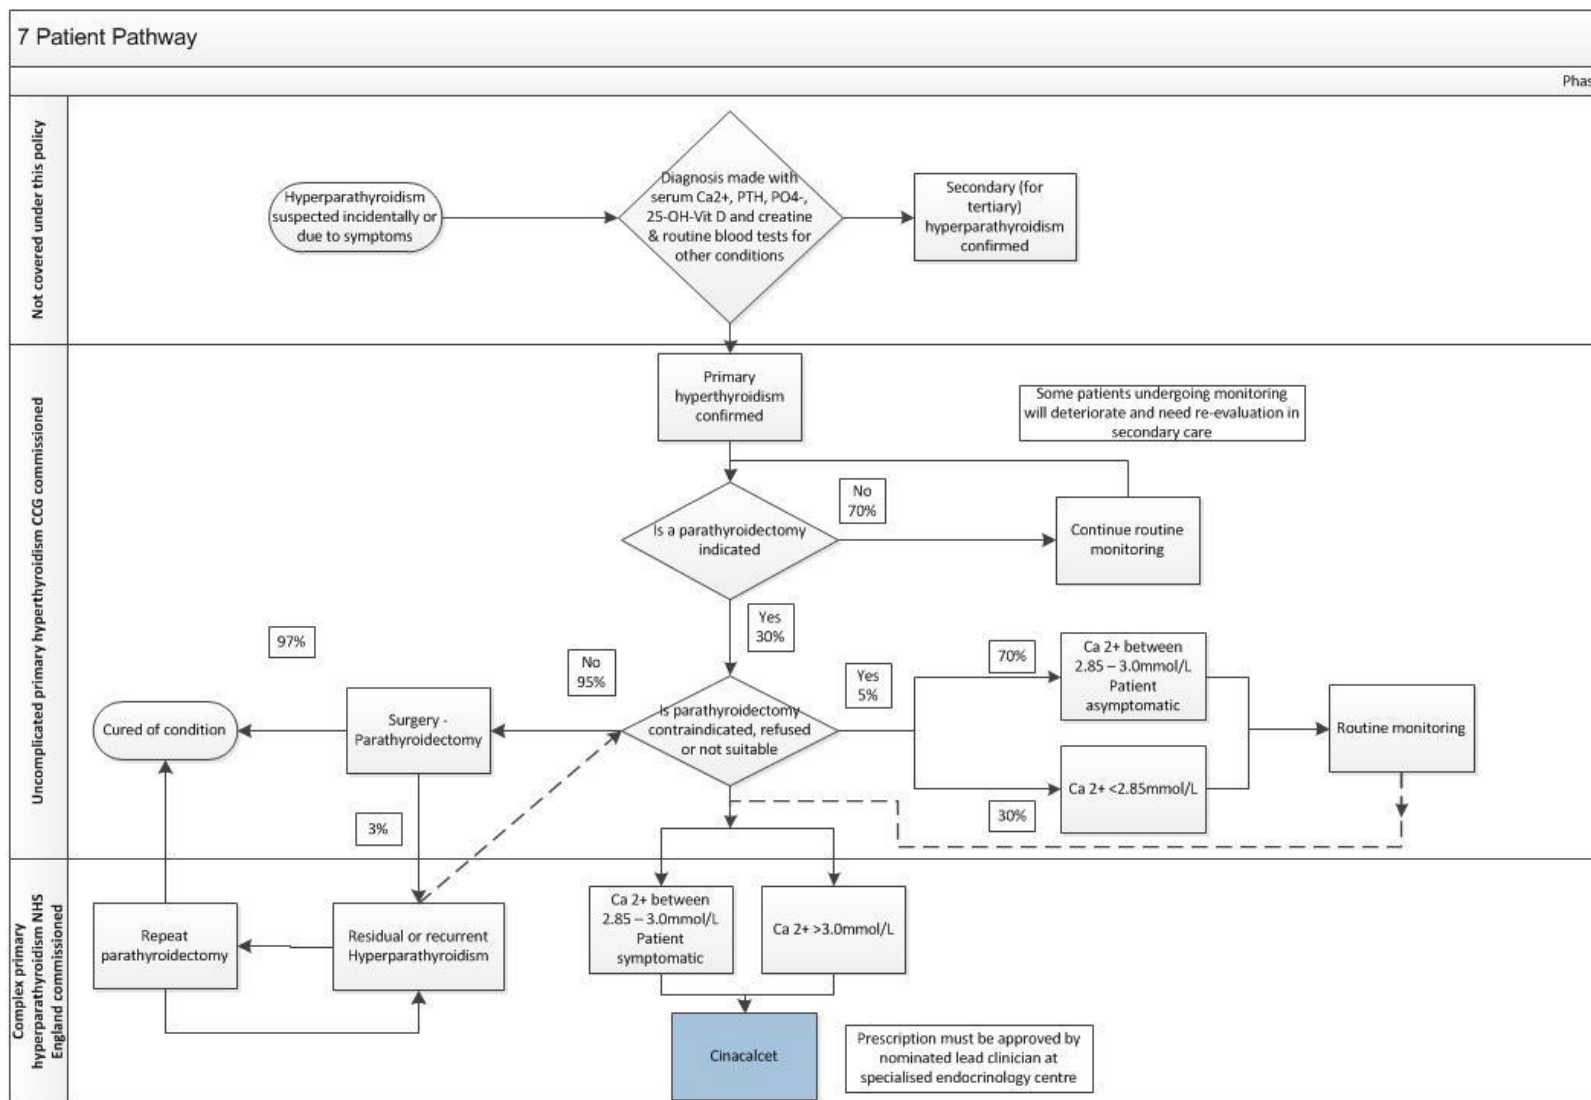 7 Patient Pathway
Phas
Not covered under this policy
Hyperparathyroidism
suspected incidentally or
due to symptoms
Diagnosis made with
serum Ca2+, PTH, PO4-,
25-OH-Vit D and creatine
& routine blood tests for
other conditions
Secondary (for
tertiary)
hyperparathyroidism
confirmed
Uncomplicated primary hyperthyroidism CCG commissioned
Primary
hyperthyroidism
confirmed
Some patients undergoing monitoring
will deteriorate and need re-evaluation in
secondary care
No
70%
Is a parathyroidectomy
indicated
Continue routine
monitoring
Yes
30%
97%
No
95%
Yes
5%
70%
Ca 2+ between
2.85 – 3.0mmol/L
Patient
asymptomatic
Cured of condition
Surgery -
Parathyroidectomy
Is parathyroidectomy
contraindicated, refused
or not suitable
Routine monitoring
Ca 2+ <2.85mmol/L
30%
3%
Complex primary
hyperparathyroidism NHS
England commissioned
Repeat
parathyroidectomy
Residual or recurrent
Hyperparathyroidism
Ca 2+ between
2.85 – 3.0mmol/L
Patient
symptomatic
Ca 2+ >3.0mmol/L
Cinacalcet
Prescription must be approved by
nominated lead clinician at
specialised endocrinology centre